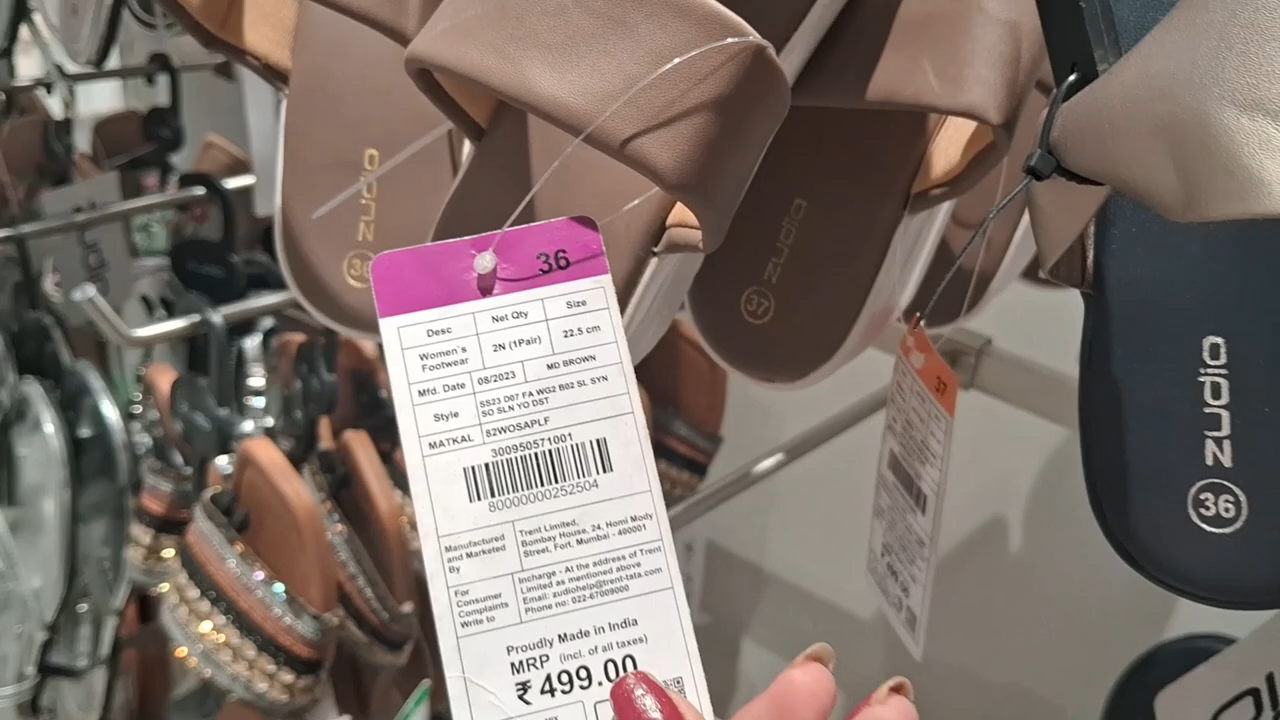 36
Desc
Net Qty
Size
Women's
Footwear
2N (1Pair)
22.5 cm
Mfd. Date
08/2023
MD BROWN
Style
SS23 D07 FA WG2 B02 SL SYN
SO SLN YO DST
MATKAL
82WOSAPLF
300950571001
80000000252504
Manufactured
and Marketed
By
Trent Limited,
Bombay House, 24, Homi Mody
Street, Fort, Mumbai - 400001
For
Consumer
Complaints
Write to
Incharge - At the address of Trent
Limited as mentioned above
Email: zudiohelp@trent-tata.com
Phone no: 022-67009000
Proudly Made in India
MRP (incl. of all taxes)
₹ 499.00
36 zudio
37 zudio
37
36 zudio